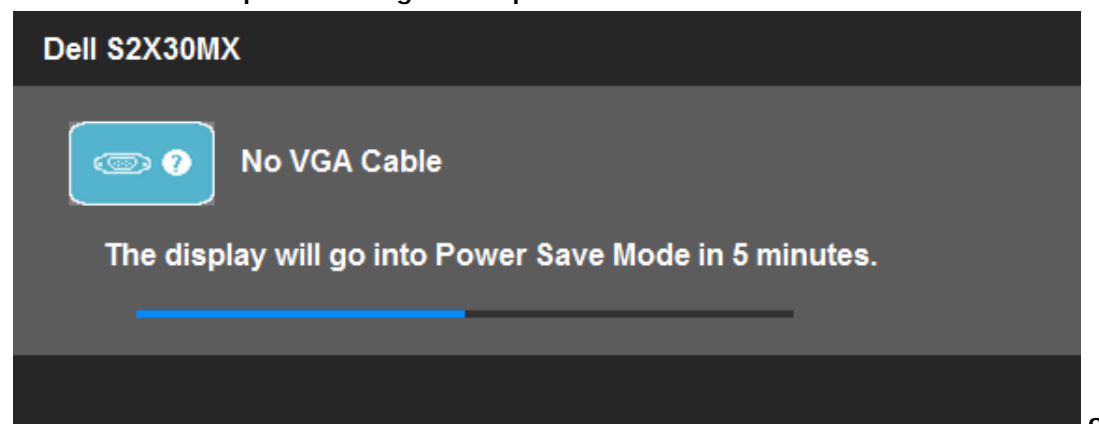 Dell S2X30MX
No VGA Cable
The display will go into Power Save Mode in 5 minutes.